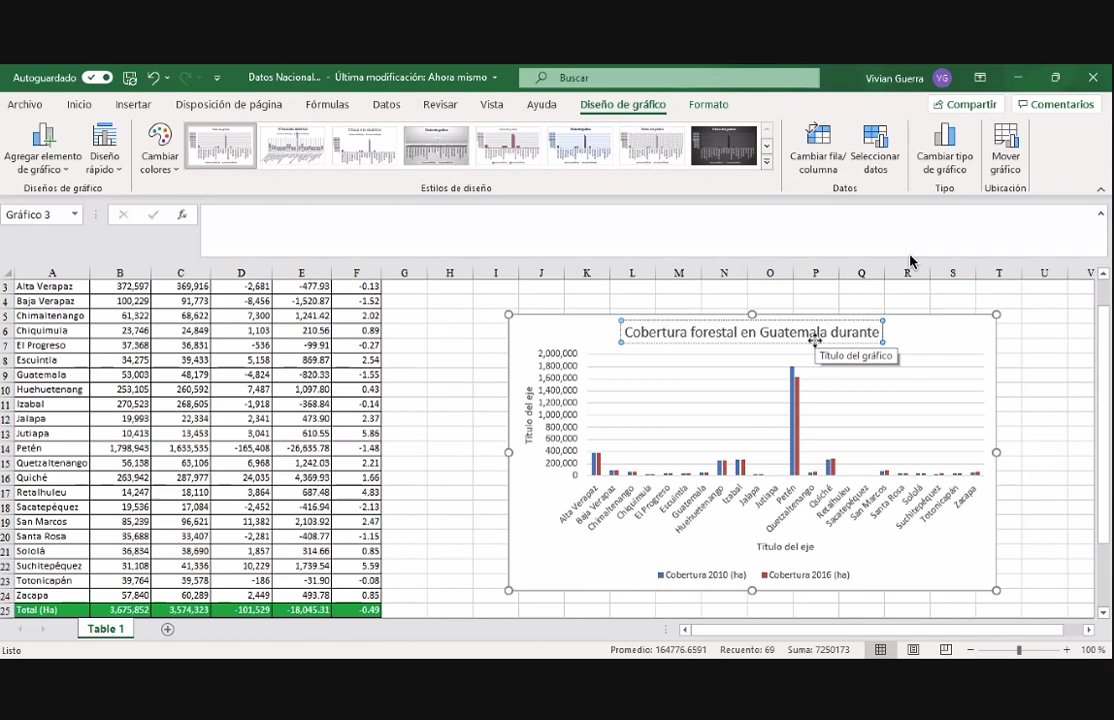 Autoguardado Datos Nacional... - Última modificación: Ahora mismo Buscar Vivian Guerra VG
Archivo Inicio Insertar Disposición de página Fórmulas Datos Revisar Vista Ayuda Diseño de gráfico Formato Compartir Comentarios
Agregar elemento de gráfico Diseño rápido Cambiar colores Cambiar fila/ columna Seleccionar datos Cambiar tipo de gráfico Mover gráfico
Diseños de gráfico Estilos de diseño Datos Tipo Ubicación
Gráfico 3 fx
A B C D E F G H I J K L M N O P Q R S T U V
3 Alta Verapaz 372,597 369,916 -2,681 -477.93 -0.13
4 Baja Verapaz 100,229 91,773 -8,456 -1,520.87 -1.52
5 Chimaltenango 61,322 68,622 7,300 1,241.42 2.02
6 Chiquimula 23,746 24,849 1,103 210.56 0.89
7 El Progreso 37,368 36,831 -536 -99.91 -0.27
8 Escuintla 34,275 39,433 5,158 869.87 2.54
9 Guatemala 53,003 48,179 -4,824 -820.33 -1.55
10 Huehuetenang 253,105 260,592 7,487 1,097.80 0.43
11 Izabal 270,523 268,605 -1,918 -368.84 -0.14
12 Jalapa 19,993 22,334 2,341 473.90 2.37
13 Jutiapa 10,413 13,453 3,041 610.55 5.86
14 Petén 1,798,943 1,633,535 -165,408 -26,635.78 -1.48
15 Quetzaltenango 56,138 63,106 6,968 1,242.03 2.21
16 Quiché 263,942 287,977 24,035 4,369.93 1.66
17 Retalhuleu 14,247 18,110 3,864 687.48 4.83
18 Sacatepéquez 19,536 17,084 -2,452 -416.94 -2.13
19 San Marcos 85,239 96,621 11,382 2,103.92 2.47
20 Santa Rosa 35,688 33,407 -2,281 -408.77 -1.15
21 Sololá 36,834 38,690 1,857 314.66 0.85
22 Suchitepéquez 31,108 41,336 10,229 1,739.54 5.59
23 Totonicapán 39,764 39,578 -186 -31.90 -0.08
24 Zacapa 57,840 60,289 2,449 493.78 0.85
25 Total (Ha) 3,675,852 3,574,323 -101,529 -18,045.31 -0.49
Cobertura forestal en Guatemala durante
Título del gráfico
2,000,000
1,800,000
1,600,000
1,400,000
1,200,000
1,000,000
800,000
600,000
400,000
200,000
0
Título del eje
Alta Verapaz Baja Verapaz Chimaltenango Chiquimula El Progreso Escuintla Guatemala Huehuetenango Izabal Jalapa Jutiapa Petén Quetzaltenango Quiché Retalhuleu Sacatepéquez San Marcos Santa Rosa Sololá Suchitepéquez Totonicapán Zacapa
Título del eje
Cobertura 2010 (ha) Cobertura 2016 (ha)
Table 1
Listo Promedio: 164776.6591 Recuento: 69 Suma: 7250173 100 %